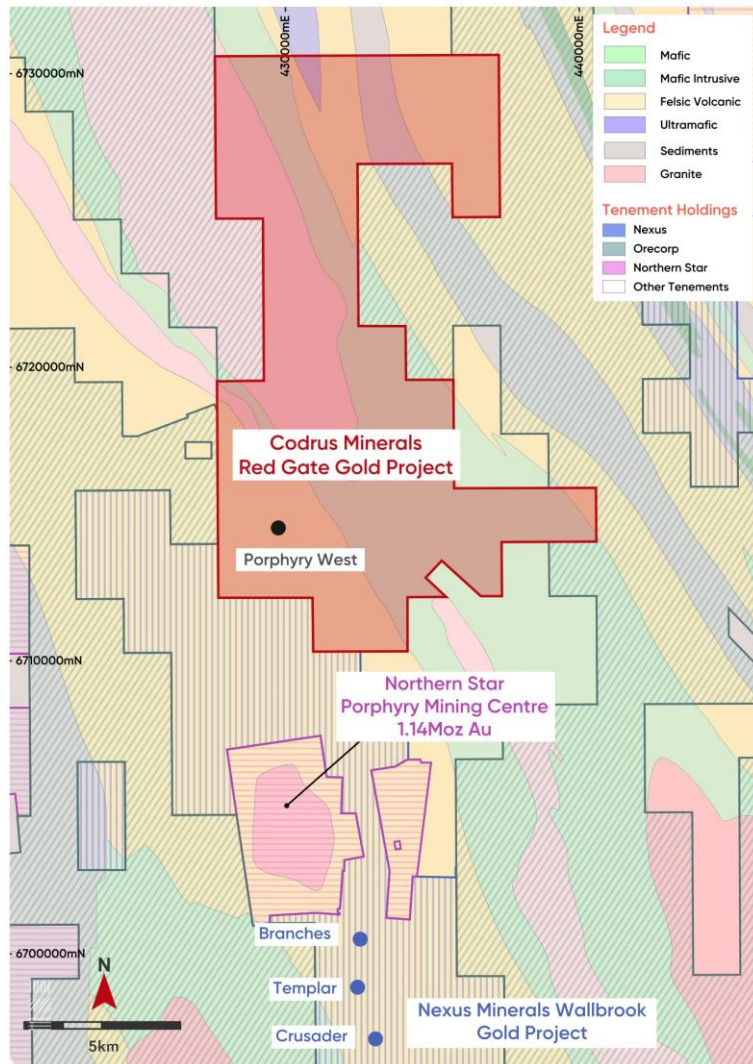 430000mE
440000mE
6730000mN
6720000mN
6710000mN
6700000mN
Legend
Mafic
Mafic Intrusive
Felsic Volcanic
Ultramafic
Sediments
Granite
Tenement Holdings
Nexus
Orecorp
Northern Star
Other Tenements
Codrus Minerals
Red Gate Gold Project
Porphyry West
Northern Star
Porphyry Mining Centre
1.14Moz Au
Branches
Templar
Crusader
Nexus Minerals Wallbrook
Gold Project
N
5km